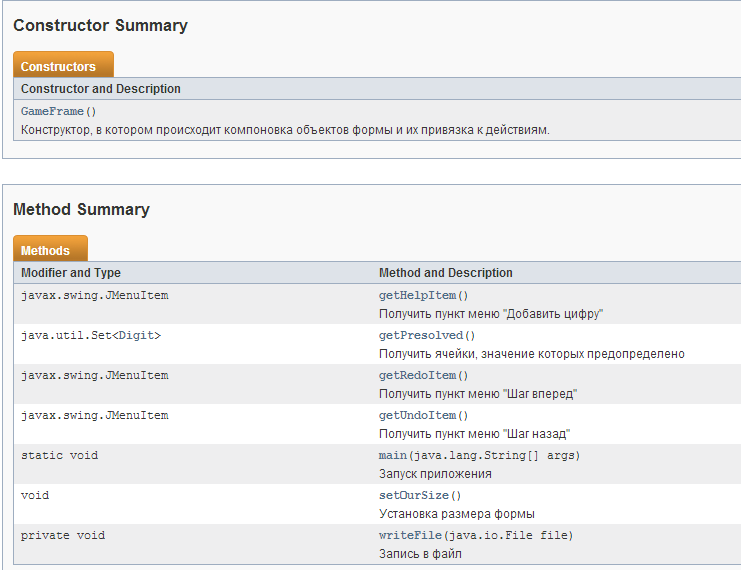 Constructor Summary
Constructors
Constructor and Description
GameFrame()
Конструктор, в котором происходит компоновка объектов формы и их привязка к действиям.
Method Summary
Methods
Modifier and Type Method and Description
javax.swing.JMenuItem getHelpItem()
Получить пункт меню "Добавить цифру"
java.util.Set<Digit> getPresolved()
Получить ячейки, значение которых предопределено
javax.swing.JMenuItem getRedoItem()
Получить пункт меню "Шаг вперед"
javax.swing.JMenuItem getUndoItem()
Получить пункт меню "Шаг назад"
static void main(java.lang.String[] args)
Запуск приложения
void setOurSize()
Установка размера формы
private void writeFile(java.io.File file)
Запись в файл